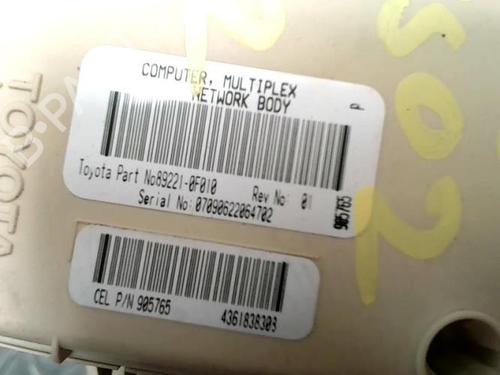 COMPUTER, MULTIPLEX
NETWORK BODY
P
Toyota Part No89221-0F010
Rev No: 01
Serial No: 07090622064702
905765
CEL P/N 905765
4361838303
TOYOTA